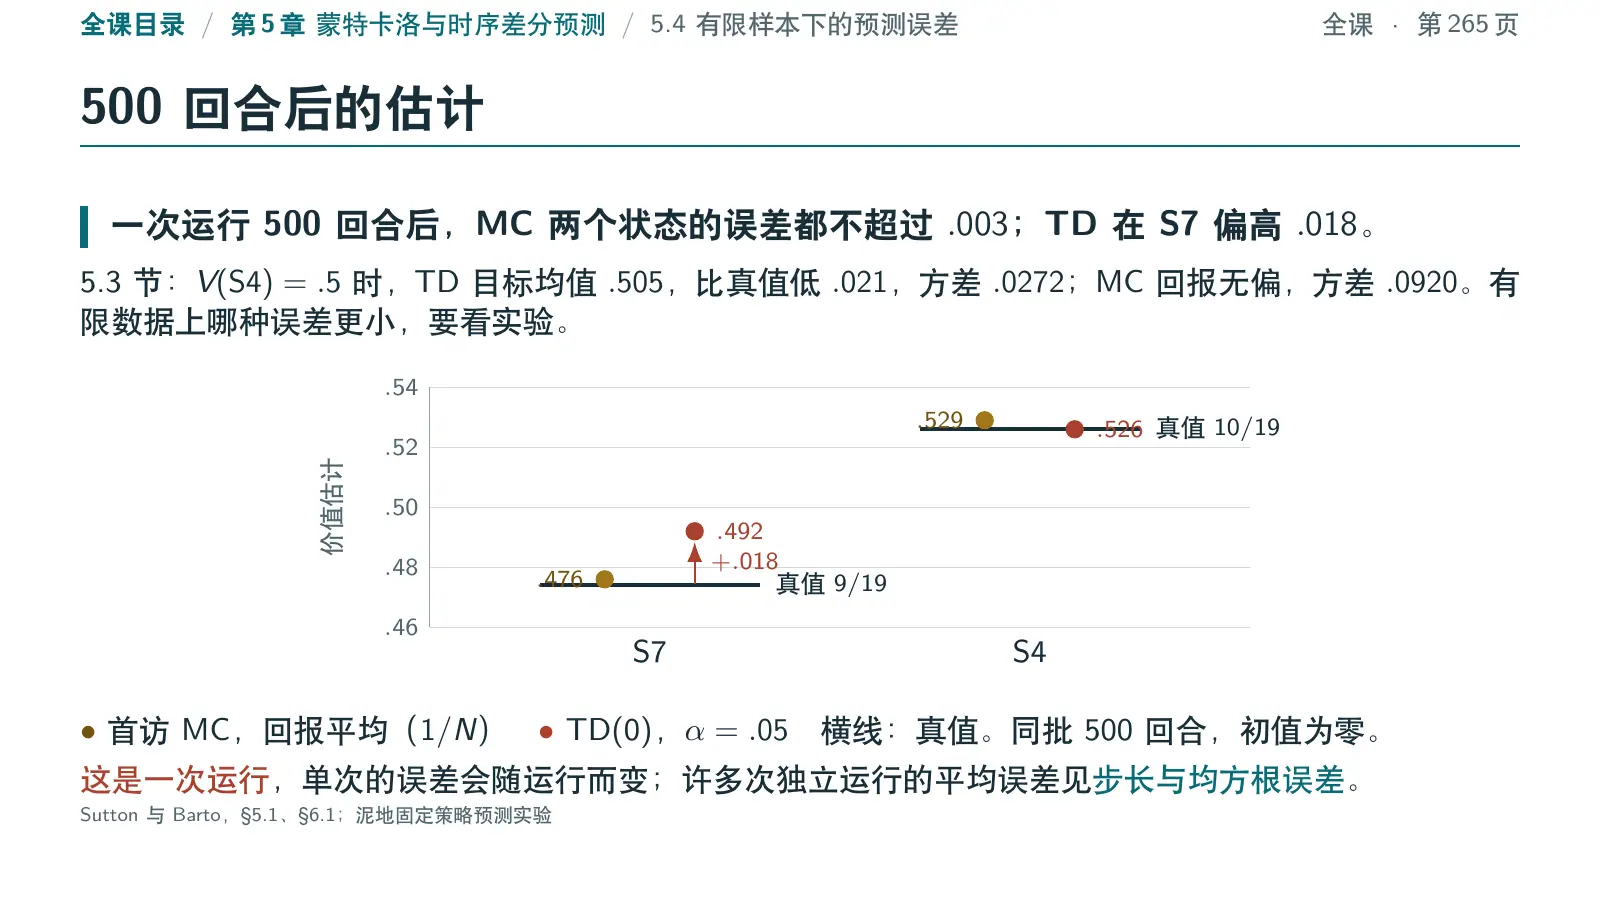 全课目录 / 第 5 章 蒙特卡洛与时序差分预测 / 5.4 有限样本下的预测误差
全课 · 第 265 页
500 回合后的估计
一次运行 500 回合后，MC 两个状态的误差都不超过 .003；TD 在 S7 偏高 .018。
5.3 节：V(S4) = .5 时，TD 目标均值 .505，比真值低 .021，方差 .0272；MC 回报无偏，方差 .0920。有
限数据上哪种误差更小，要看实验。
价值估计
.54
.52
.50
.48
.46
.529
.526
真值 10/19
.492
+.018
.476
真值 9/19
S7
S4
● 首访 MC，回报平均（1/N） ● TD(0)，α = .05 横线：真值。同批 500 回合，初值为零。
这是一次运行，单次的误差会随运行而变；许多次独立运行的平均误差见步长与均方根误差。
Sutton 与 Barto，§5.1、§6.1；泥地固定策略预测实验